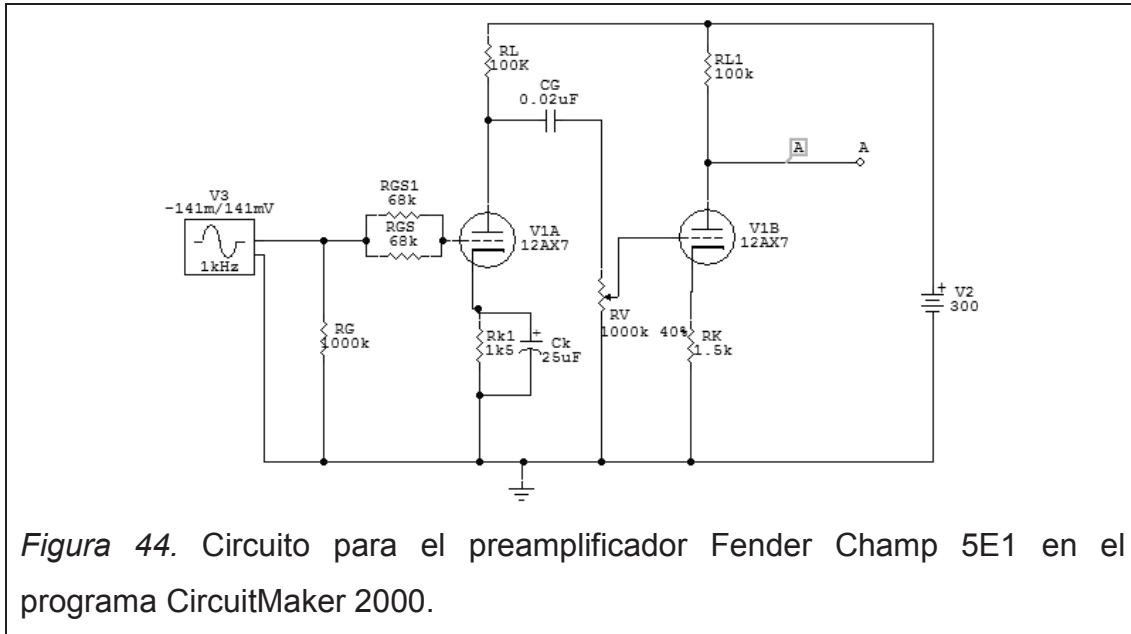 RL
100K
RL1
100k
CG
0.02uF
A
A
RGS1
68k
RGS
68k
V3
-141m/141mV
1kHz
V1A
12AX7
V1B
12AX7
+
V2
300
RG
1000k
Rk1
1k5
+
Ck
25uF
RV
1000k 40%
RK
1.5k
Figura 44. Circuito para el preamplificador Fender Champ 5E1 en el
programa CircuitMaker 2000.